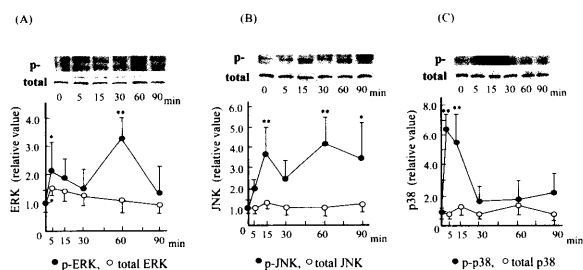 (A) (B) (C)
p- p- p-
total total total
0 5 15 30 60 90 min 0 5 15 30 60 90 min 0 5 15 30 60 90 min
ERK (relative value) JNK (relative value) p38 (relative value)
4.0 6.0 8.0
3.0 5.0 6.0
2.0 4.0 4.0
1.0 3.0 2.0
0 2.0 0
1.0
0
** ** ** ** **
* *
5 15 30 60 90 min 5 15 30 60 90 min 5 15 30 60 90 min
● p-ERK, ○ total ERK ● p-JNK, ○ total JNK ● p-p38, ○ total p38